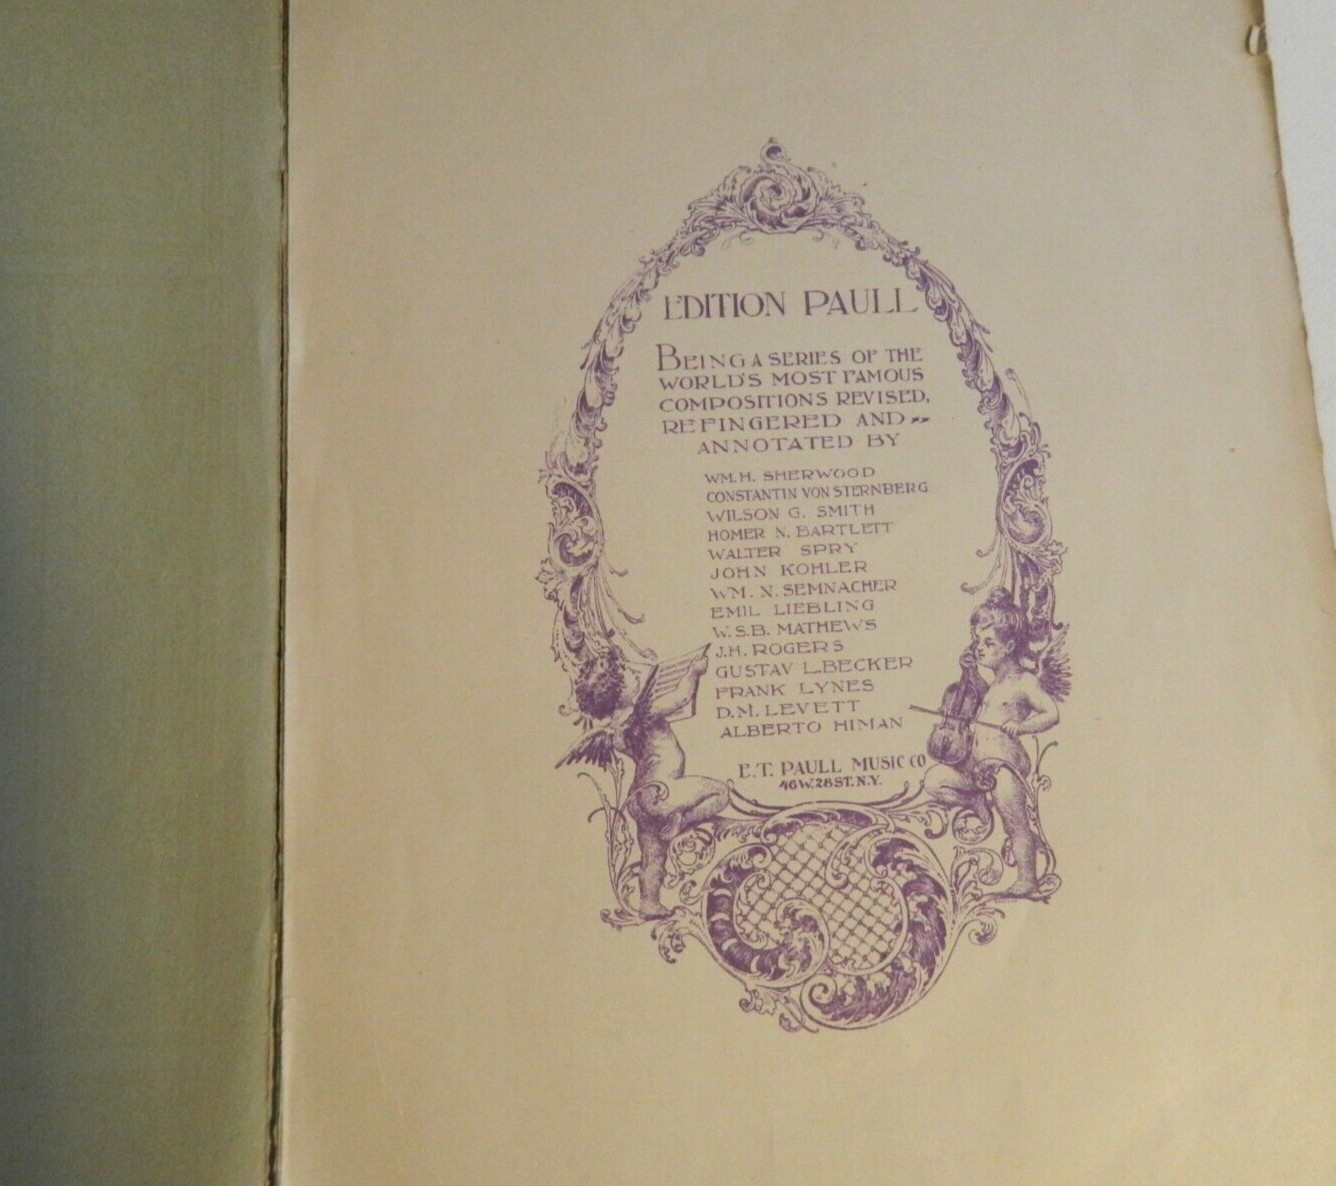 EDITION PAULL
BEING A SERIES OF THE
WORLD'S MOST FAMOUS
COMPOSITIONS REVISED,
REFINGERED AND
ANNOTATED BY
WM. H. SHERWOOD
CONSTANTIN VON STERNBERG
WILSON G. SMITH
HOMER N. BARTLETT
WALTER SPRY
JOHN KOHLER
WM. N. SEMNACHER
EMIL LIEBLING
W.S.B. MATHEWS
J.H. ROGERS
GUSTAV L. BECKER
FRANK LYNES
D.M. LEVETT
ALBERTO HIMAN
E.T. PAULL MUSIC CO
46 W. 28 ST. N.Y.